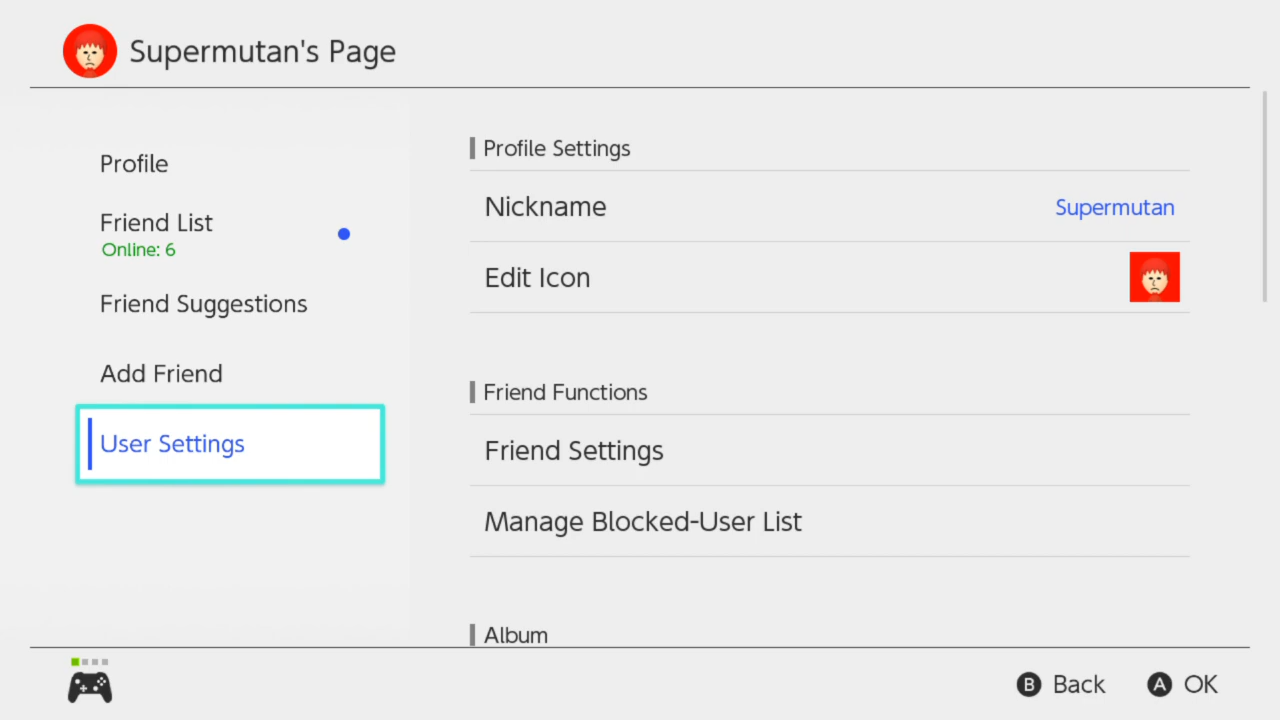 Supermutan's Page
Profile
Friend List
Online: 6
Friend Suggestions
Add Friend
User Settings
Profile Settings
Nickname
Supermutan
Edit Icon
Friend Functions
Friend Settings
Manage Blocked-User List
Album
B Back
A OK